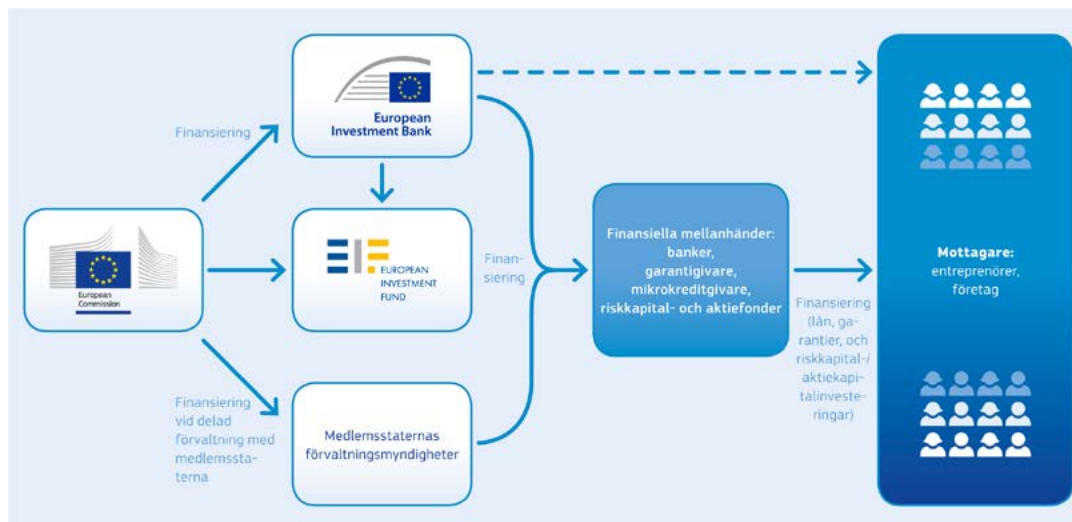 European
Investment Bank
Finansiering
European
Commission
EIF
EUROPEAN
INVESTMENT
FUND
Finan-
siering
Finansiering
vid delad
förvaltning med
medlemssta-
terna
Medlemsstaternas
förvaltningsmyndigheter
Finansiella mellanhänder:
banker,
garantigivare,
mikrokreditgivare,
riskkapital- och aktiefonder
Finansiering
(lån, ga-
rantier, och
riskkapital-/
aktiekapi-
talinveste-
ringar)
Mottagare:
entreprenörer,
företag